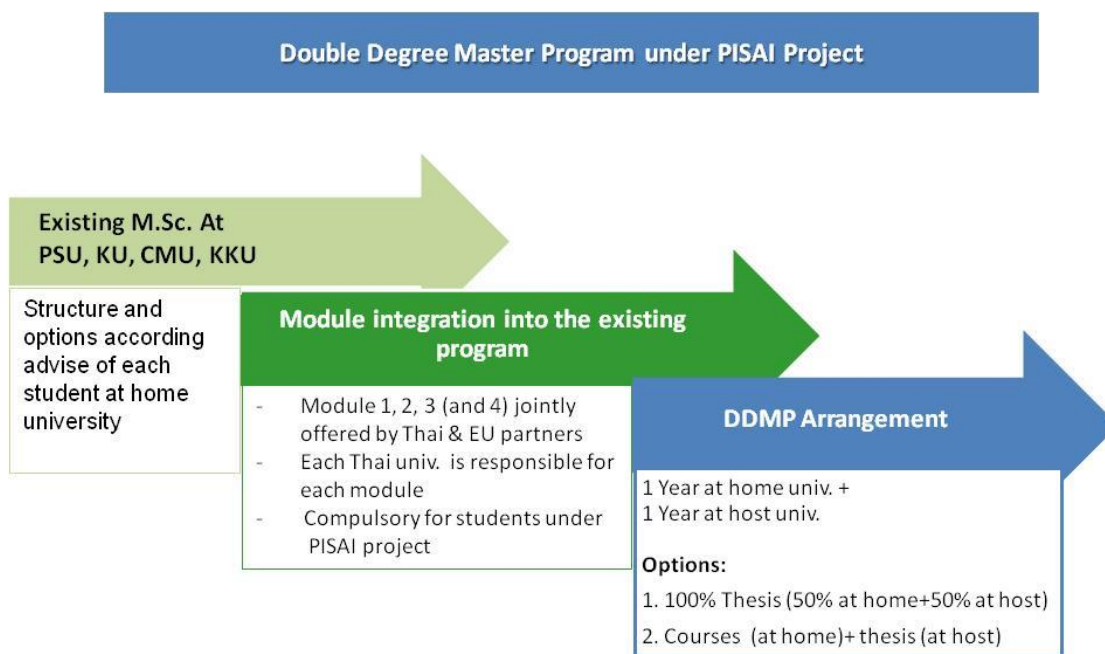 Double Degree Master Program under PISAI Project
Existing M.Sc. At
PSU, KU, CMU, KKU
Structure and
options according
advise of each
student at home
university
Module integration into the existing
program
- Module 1, 2, 3 (and 4) jointly
offered by Thai & EU partners
- Each Thai univ. is responsible for
each module
- Compulsory for students under
PISAI project
DDMP Arrangement
1 Year at home univ. +
1 Year at host univ.
Options:
1. 100% Thesis (50% at home+50% at host)
2. Courses (at home)+ thesis (at host)